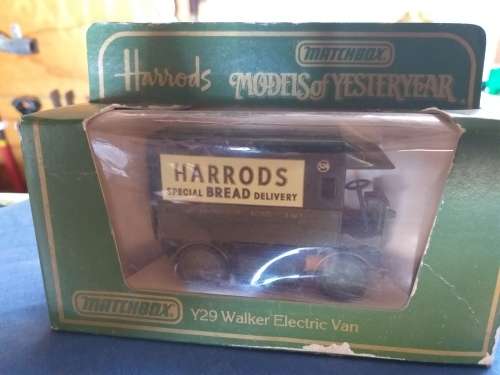 MATCHBOX
Harrods MODELS of YESTERYEAR
HARRODS
SPECIAL BREAD DELIVERY
MATCHBOX
Y29 Walker Electric Van